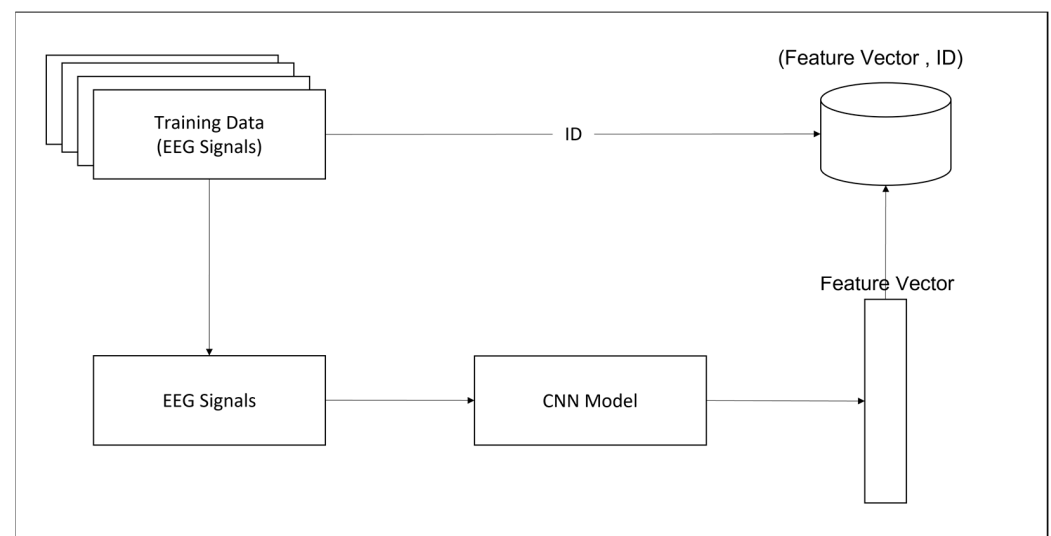 (Feature Vector , ID)
Training Data
(EEG Signals)
ID
Feature Vector
EEG Signals
CNN Model